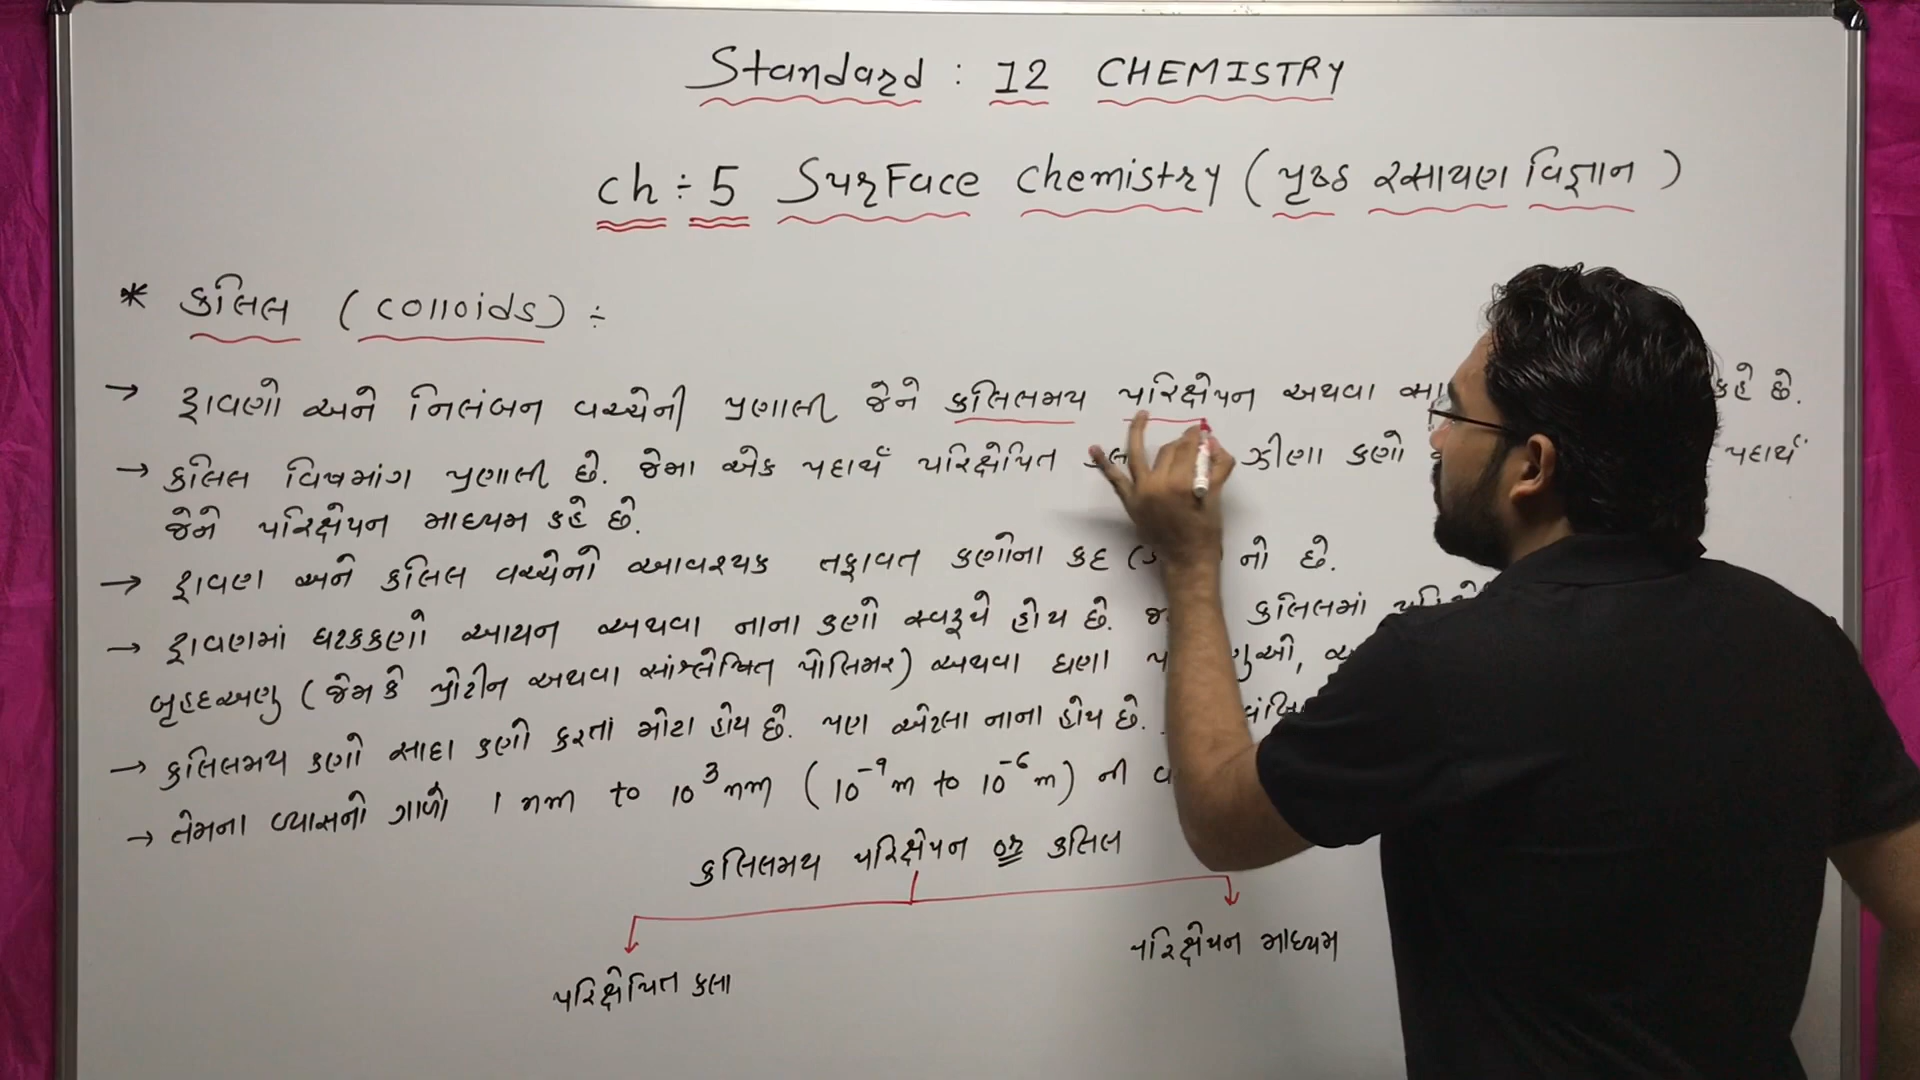 Standard : 12 CHEMISTRY
ch ÷ 5 Surface chemistry ( પૃષ્ઠ રસાયણ વિજ્ઞાન )
* કલિલ ( colloids ) ÷
→ દ્રાવણો અને નિલંબન વચ્ચેની પ્રણાલી જેને કલિલમય પરિક્ષેપન અથવા કહે છે.
→ કલિલ વિષમાંગ પ્રણાલી છે. જેમા એક પદાર્થ પરિક્ષેપિત ઝીણા કણો પદાર્થ
જેને પરિક્ષેપન માધ્યમ કહે છે.
→ દ્રાવણ અને કલિલ વચ્ચેનો આવશ્યક તફાવત કણોના કદ નો છે.
→ દ્રાવણમાં ઘટકકણો આયન અથવા નાના કણો સ્વરૂપે હોય છે. કલિલમાં
બૃહદઅણુ ( જેમ કે પ્રોટીન અથવા સાંશ્લેષિત પોલિમર ) અથવા ઘણા
→ કલિલમય કણો સાદા કણો કરતાં મોટા હોય છે. પણ એટલા નાના હોય છે.
→ તેમના વ્યાસનો ગાળો 1 nm to 10³ nm ( 10⁻⁹ m to 10⁻⁶ m ) ની
કલિલમય પરિક્ષેપન or કલિલ
પરિક્ષેપિત કલા પરિક્ષેપન માધ્યમ